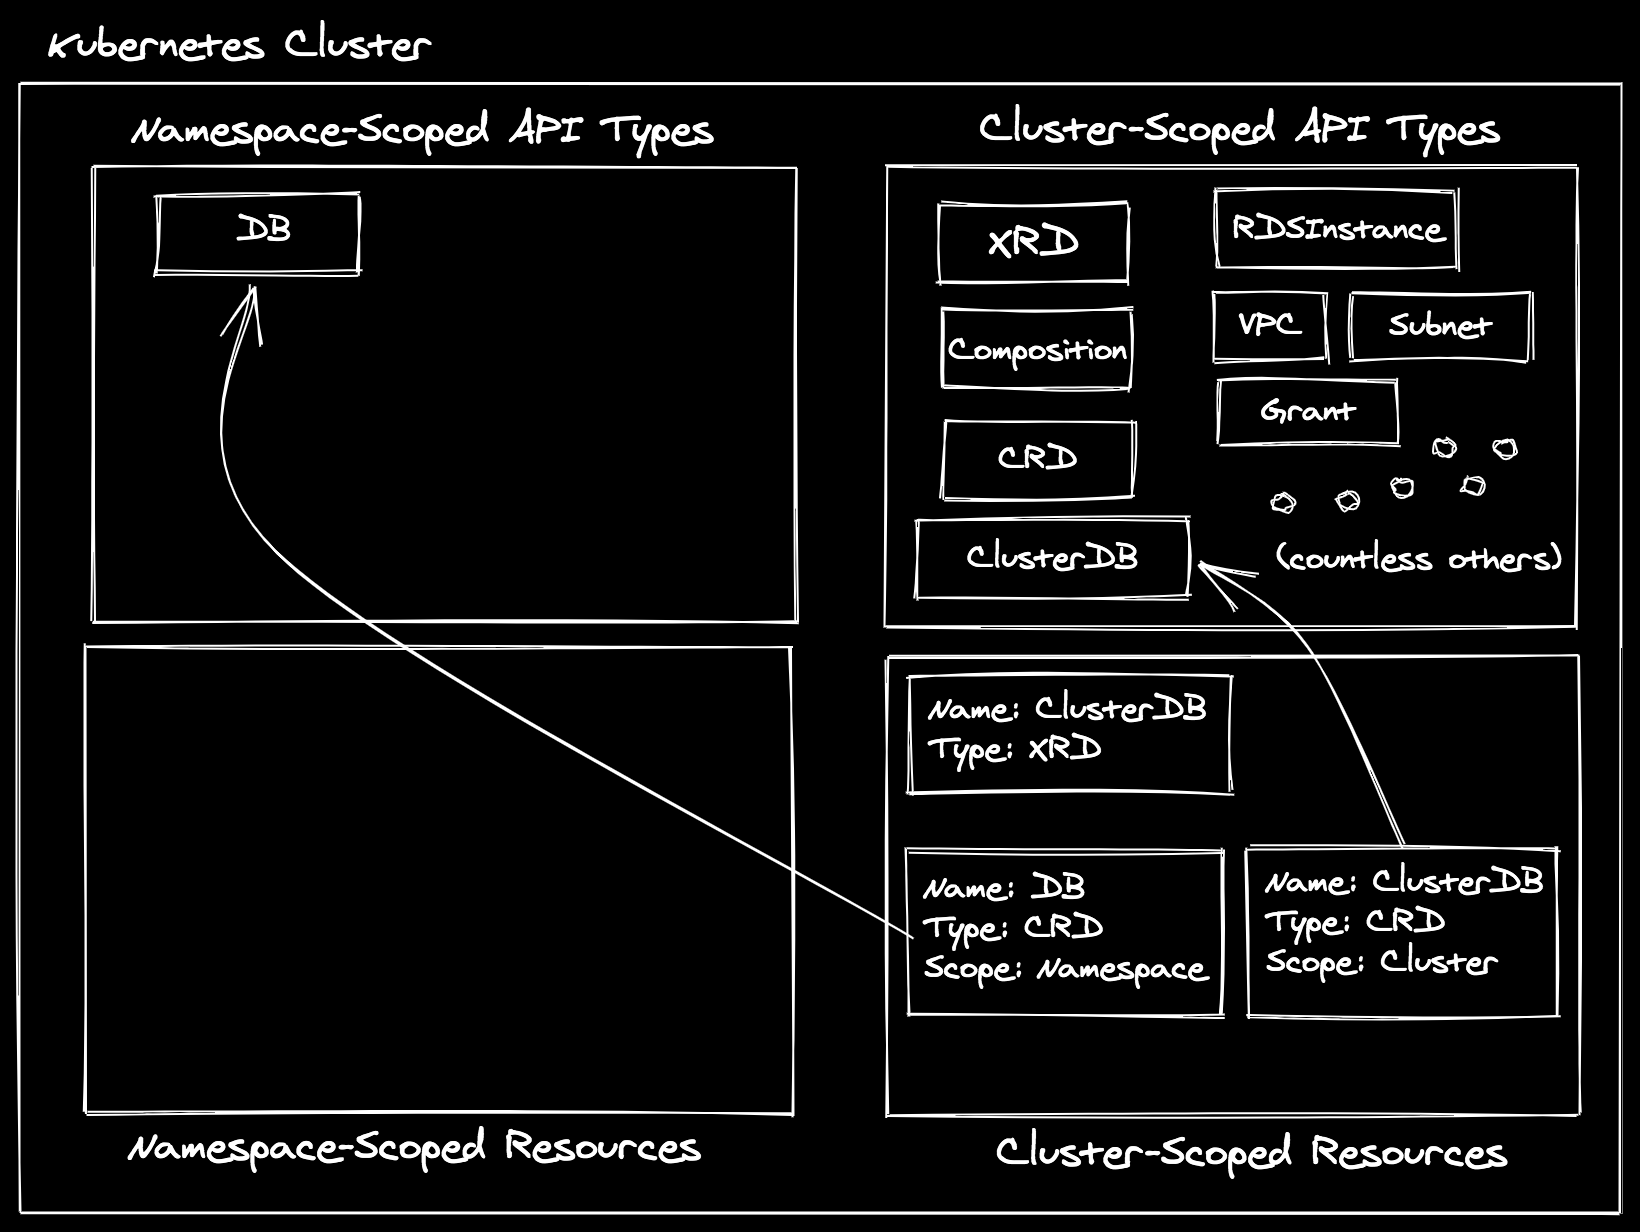 Kubernetes Cluster
Namespace-Scoped API Types
DB
Cluster-Scoped API Types
XRD
RDSInstance
Composition
VPC
Subnet
Grant
CRD
ClusterDB
(countless others)
Name: ClusterDB
Type: XRD
Name: DB
Type: CRD
Scope: Namespace
Name: ClusterDB
Type: CRD
Scope: Cluster
Namespace-Scoped Resources
Cluster-Scoped Resources